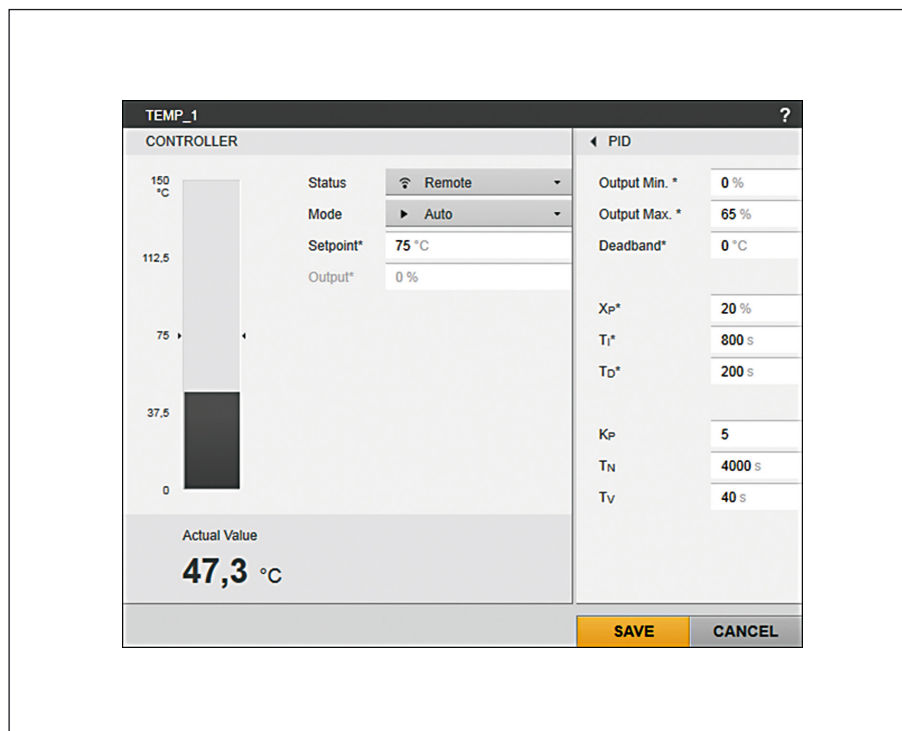 TEMP_1 ?
CONTROLLER
150
°C
112,5
75
37,5
0
Status Remote
Mode Auto
Setpoint* 75 °C
Output* 0 %
Actual Value
47,3 °C
PID
Output Min. * 0 %
Output Max. * 65 %
Deadband* 0 °C
XP* 20 %
TI* 800 s
TD* 200 s
KP 5
TN 4000 s
TV 40 s
SAVE CANCEL